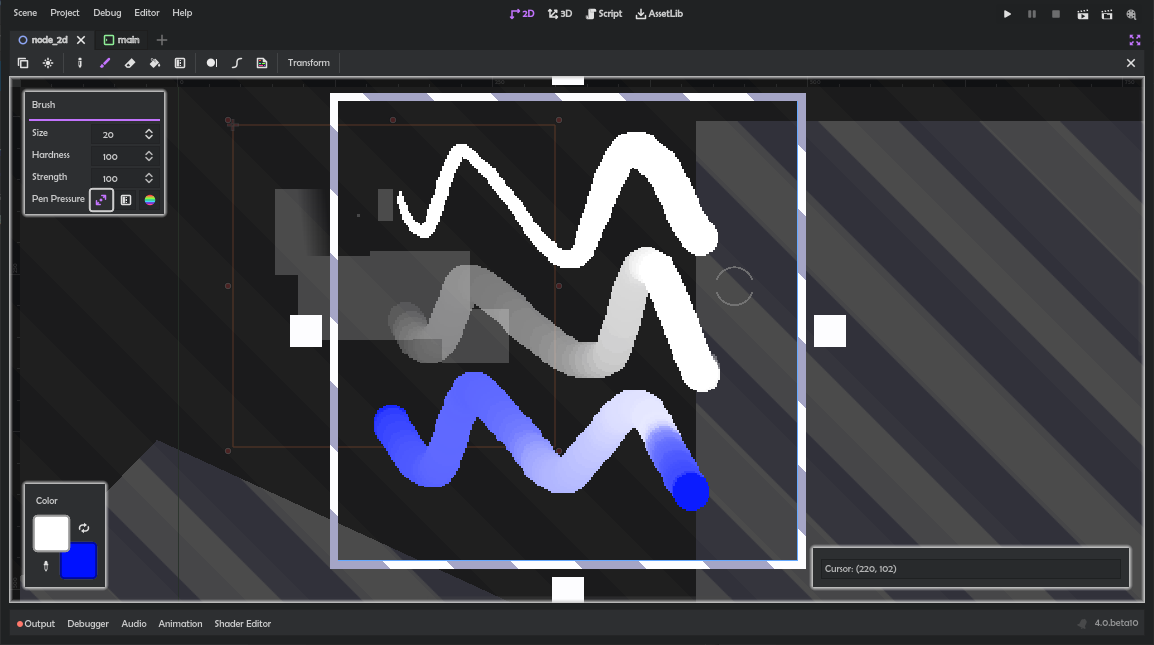 Scene Project Debug Editor Help 2D 3D Script AssetLib
node_2d main
Transform
Brush
Size 20
Hardness 100
Strength 100
Pen Pressure
Color
Cursor: (220, 102)
Output Debugger Audio Animation Shader Editor 4.0.beta10